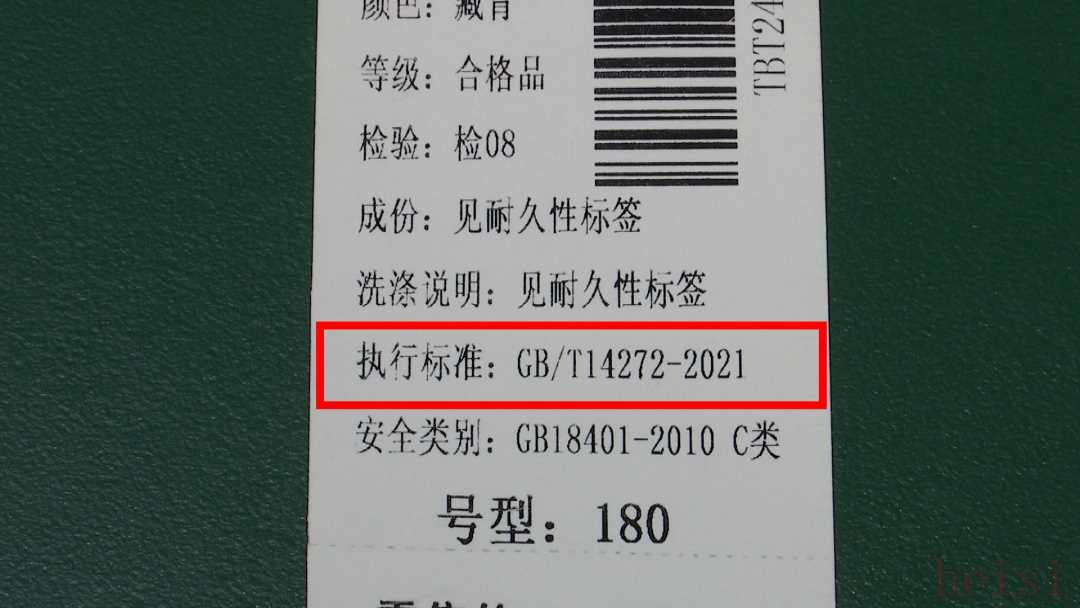 颜色：藏青
TBT24
等级：合格品
检验：检08
成份：见耐久性标签
洗涤说明：见耐久性标签
执行标准：GB/T14272-2021
安全类别：GB18401-2010 C类
号型：180
heisi